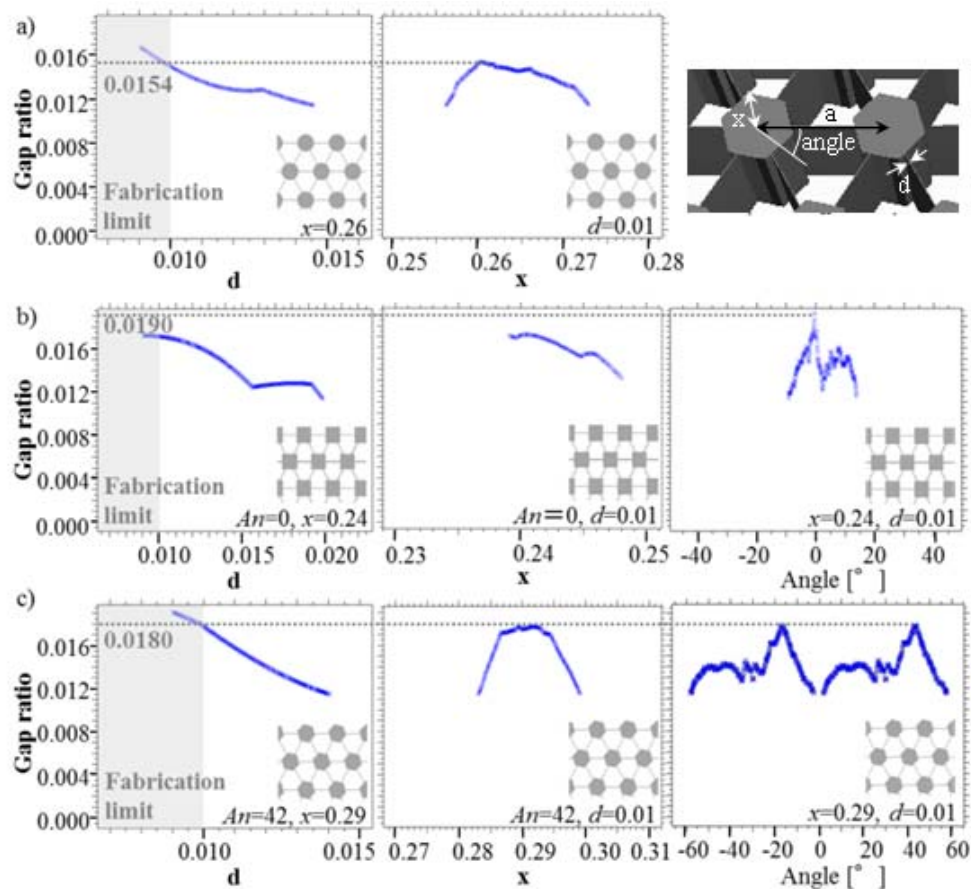 a)
Gap ratio
0.016
0.012
0.008
0.004
0.000
0.0154
Fabrication
limit
x=0.26
0.010
0.015
d
d=0.01
0.25
0.26
0.27
0.28
x
x
a
angle
d
b)
Gap ratio
0.016
0.012
0.008
0.004
0.000
0.0190
Fabrication
limit
An=0, x=0.24
0.010
0.015
0.020
d
An=0, d=0.01
0.23
0.24
0.25
x
x=0.24, d=0.01
-40
-20
0
20
40
Angle [° ]
c)
Gap ratio
0.016
0.012
0.008
0.004
0.000
0.0180
Fabrication
limit
An=42, x=0.29
0.010
0.015
d
An=42, d=0.01
0.27
0.28
0.29
0.30
0.31
x
x=0.29, d=0.01
-60
-40
-20
0
20
40
60
Angle [° ]